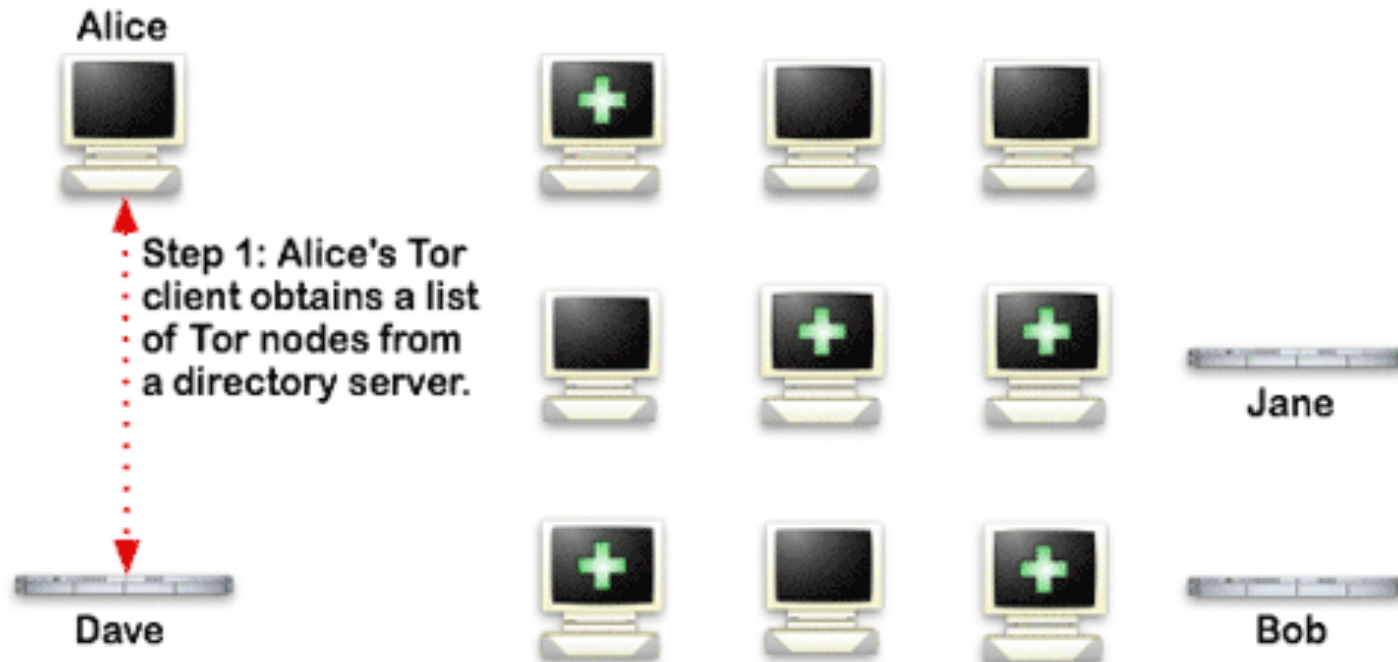 Alice
Step 1: Alice's Tor
client obtains a list
of Tor nodes from
a directory server.
Jane
Dave
Bob